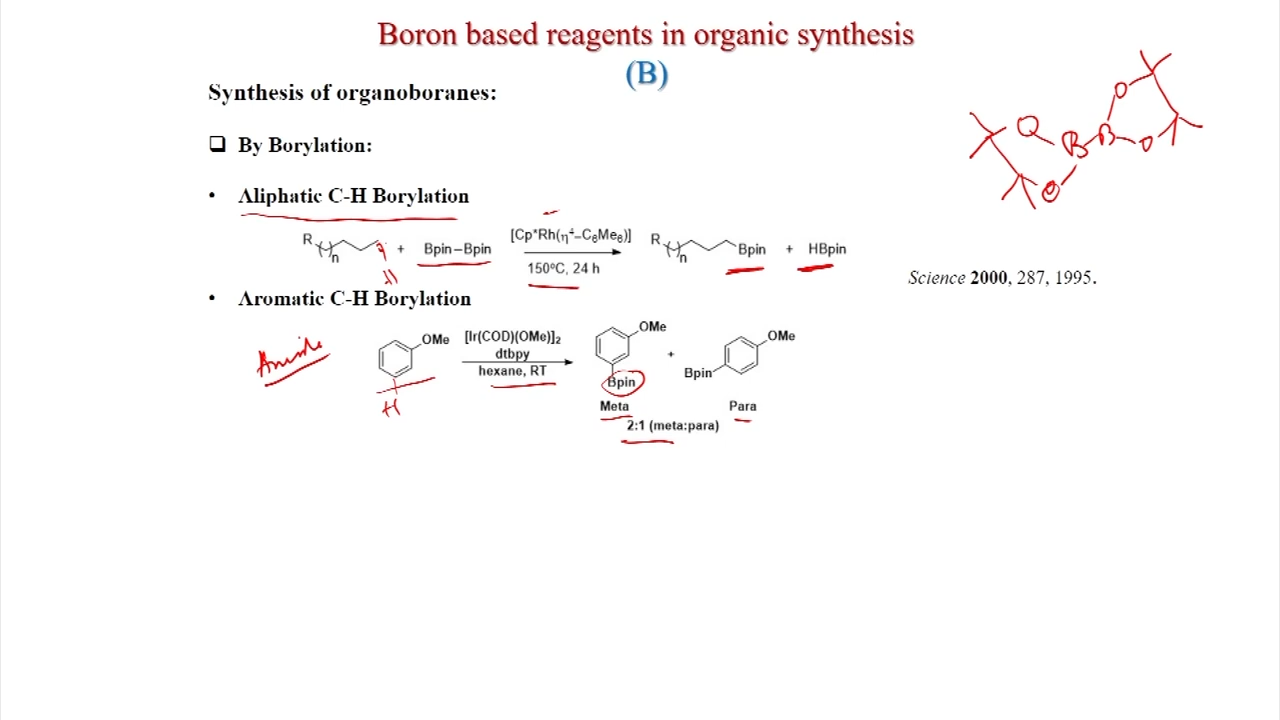 Boron based reagents in organic synthesis
(B)
Synthesis of organoboranes:
❑ By Borylation:
• Aliphatic C-H Borylation
R n + Bpin–Bpin [Cp*Rh(η⁴–C₆Me₆)] R n Bpin + HBpin
150ºC, 24 h
H
Science 2000, 287, 1995.
• Aromatic C-H Borylation
OMe [Ir(COD)(OMe)]₂ OMe OMe
dtbpy +
hexane, RT Bpin Bpin
H
Meta Para
2:1 (meta:para)
O
O B B O
O